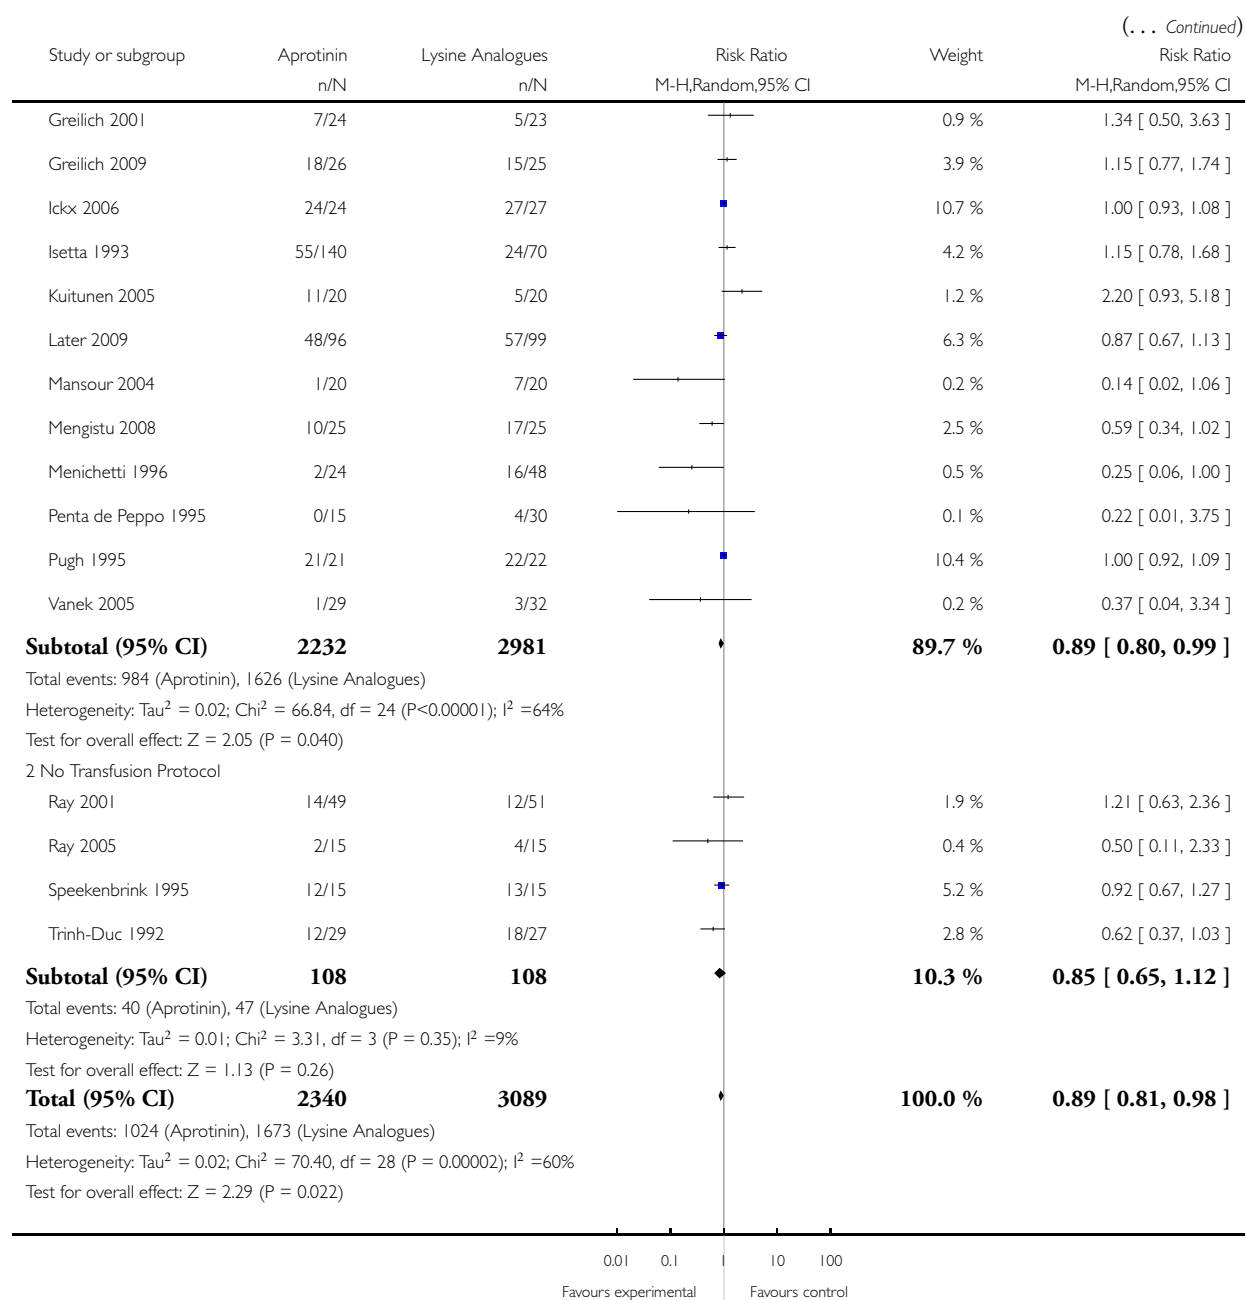 (... Continued)
Study or subgroup Aprotinin Lysine Analogues Risk Ratio Weight Risk Ratio
n/N n/N M-H,Random,95% CI M-H,Random,95% CI
Greilich 2001 7/24 5/23 0.9 % 1.34 [ 0.50, 3.63 ]
Greilich 2009 18/26 15/25 3.9 % 1.15 [ 0.77, 1.74 ]
Ickx 2006 24/24 27/27 10.7 % 1.00 [ 0.93, 1.08 ]
Isetta 1993 55/140 24/70 4.2 % 1.15 [ 0.78, 1.68 ]
Kuitunen 2005 11/20 5/20 1.2 % 2.20 [ 0.93, 5.18 ]
Later 2009 48/96 57/99 6.3 % 0.87 [ 0.67, 1.13 ]
Mansour 2004 1/20 7/20 0.2 % 0.14 [ 0.02, 1.06 ]
Mengistu 2008 10/25 17/25 2.5 % 0.59 [ 0.34, 1.02 ]
Menichetti 1996 2/24 16/48 0.5 % 0.25 [ 0.06, 1.00 ]
Penta de Peppo 1995 0/15 4/30 0.1 % 0.22 [ 0.01, 3.75 ]
Pugh 1995 21/21 22/22 10.4 % 1.00 [ 0.92, 1.09 ]
Vanek 2005 1/29 3/32 0.2 % 0.37 [ 0.04, 3.34 ]
Subtotal (95% CI) 2232 2981 89.7 % 0.89 [ 0.80, 0.99 ]
Total events: 984 (Aprotinin), 1626 (Lysine Analogues)
Heterogeneity: Tau² = 0.02; Chi² = 66.84, df = 24 (P<0.00001); I² =64%
Test for overall effect: Z = 2.05 (P = 0.040)
2 No Transfusion Protocol
Ray 2001 14/49 12/51 1.9 % 1.21 [ 0.63, 2.36 ]
Ray 2005 2/15 4/15 0.4 % 0.50 [ 0.11, 2.33 ]
Speekenbrink 1995 12/15 13/15 5.2 % 0.92 [ 0.67, 1.27 ]
Trinh-Duc 1992 12/29 18/27 2.8 % 0.62 [ 0.37, 1.03 ]
Subtotal (95% CI) 108 108 10.3 % 0.85 [ 0.65, 1.12 ]
Total events: 40 (Aprotinin), 47 (Lysine Analogues)
Heterogeneity: Tau² = 0.01; Chi² = 3.31, df = 3 (P = 0.35); I² =9%
Test for overall effect: Z = 1.13 (P = 0.26)
Total (95% CI) 2340 3089 100.0 % 0.89 [ 0.81, 0.98 ]
Total events: 1024 (Aprotinin), 1673 (Lysine Analogues)
Heterogeneity: Tau² = 0.02; Chi² = 70.40, df = 28 (P = 0.00002); I² =60%
Test for overall effect: Z = 2.29 (P = 0.022)
0.01 0.1 1 10 100
Favours experimental Favours control